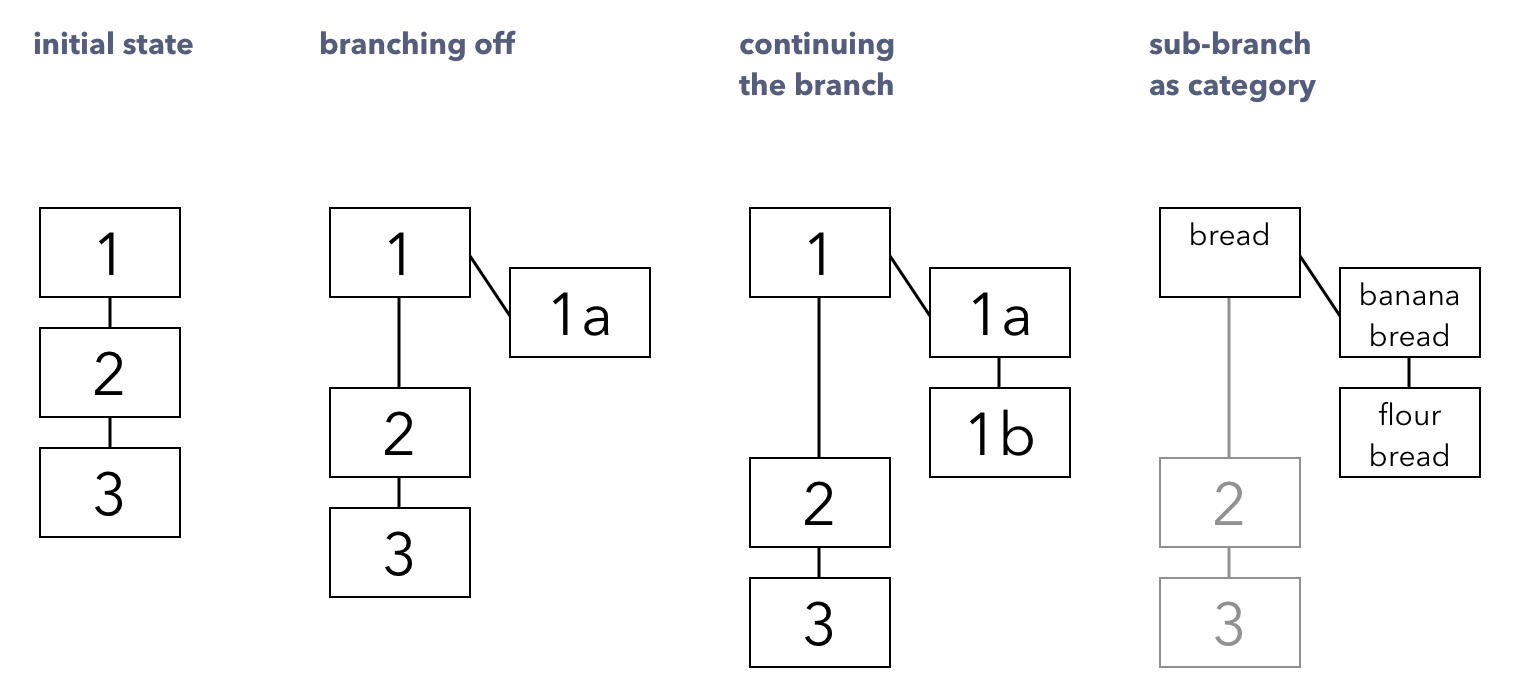 initial state
1
2
3
branching off
1
1a
2
3
continuing
the branch
1
1a
1b
2
3
sub-branch
as category
bread
banana
bread
flour
bread
2
3